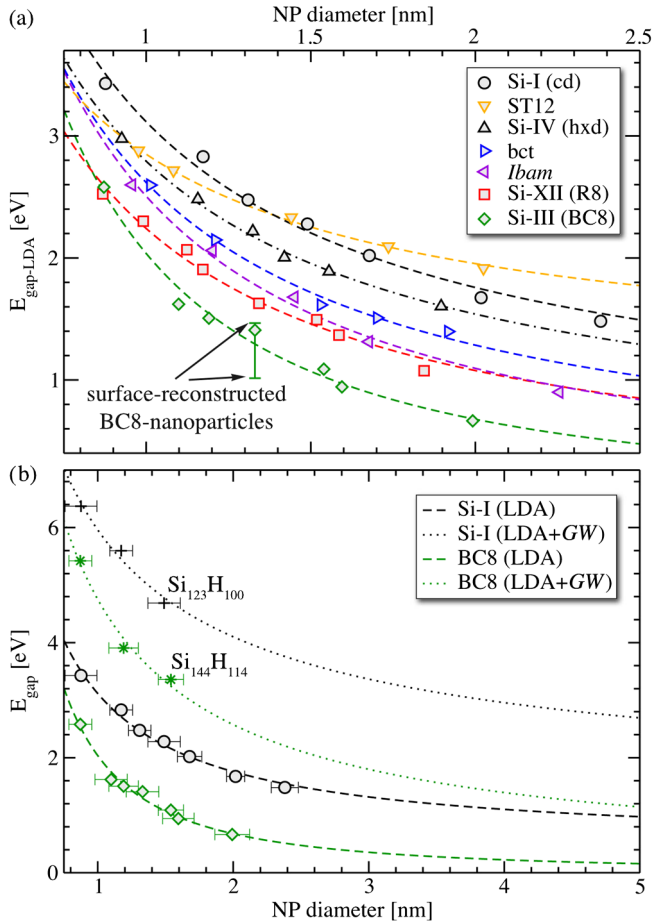 (a)
NP diameter [nm]
1 1.5 2 2.5
3
2
1
E_gap-LDA [eV]
Si-I (cd)
ST12
Si-IV (hxd)
bct
Ibam
Si-XII (R8)
Si-III (BC8)
surface-reconstructed
BC8-nanoparticles
(b)
6
4
2
0
E_gap [eV]
Si-I (LDA)
Si-I (LDA+GW)
BC8 (LDA)
BC8 (LDA+GW)
Si₁₂₃H₁₀₀
Si₁₄₄H₁₁₄
1 2 3 4 5
NP diameter [nm]